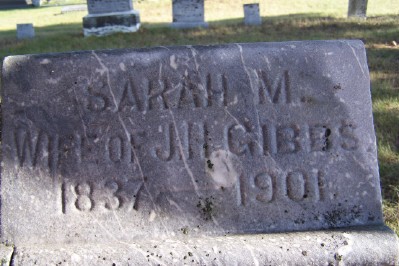 SARAH M.
WIFE OF J.H. GIBBS
1837 – 1901.